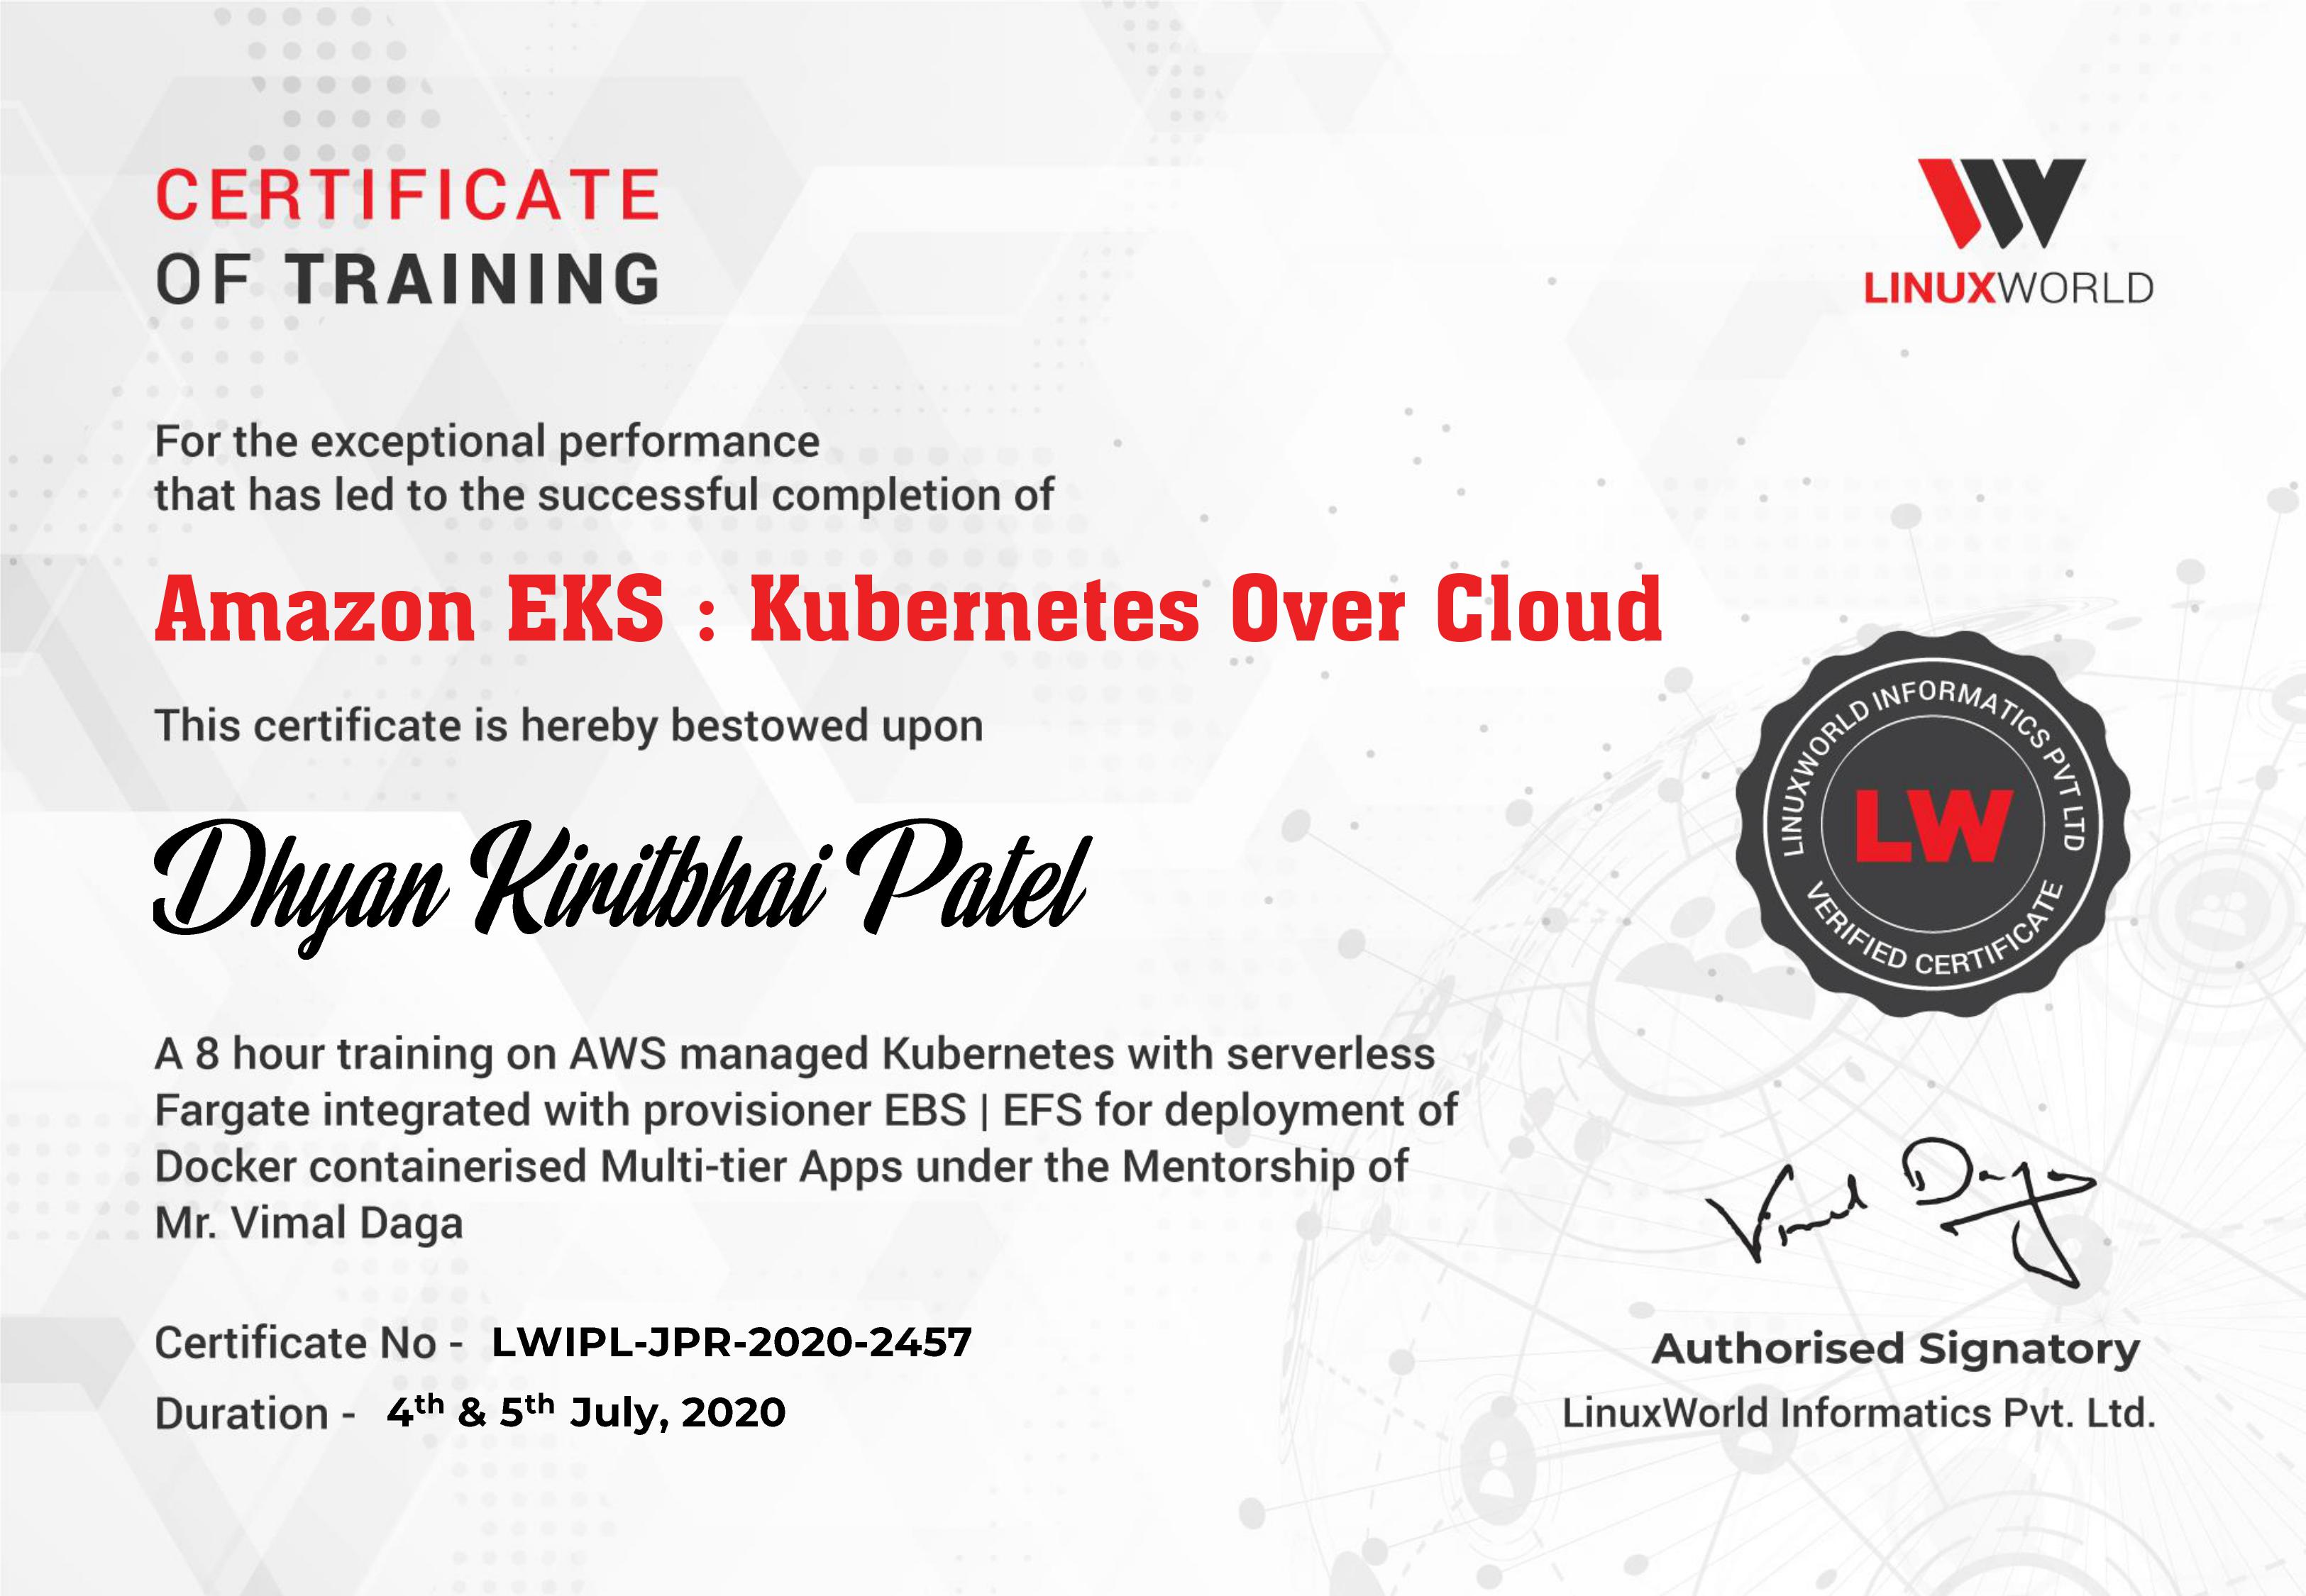 CERTIFICATE
OF TRAINING
LINUXWORLD
For the exceptional performance
that has led to the successful completion of
Amazon EKS : Kubernetes Over Cloud
This certificate is hereby bestowed upon
Dhyan Kiritbhai Patel
LINUXWORLD INFORMATICS PVT LTD
LW
VERIFIED CERTIFICATE
A 8 hour training on AWS managed Kubernetes with serverless
Fargate integrated with provisioner EBS | EFS for deployment of
Docker containerised Multi-tier Apps under the Mentorship of
Mr. Vimal Daga
Vimal Daga
Certificate No - LWIPL-JPR-2020-2457
Duration - 4th & 5th July, 2020
Authorised Signatory
LinuxWorld Informatics Pvt. Ltd.